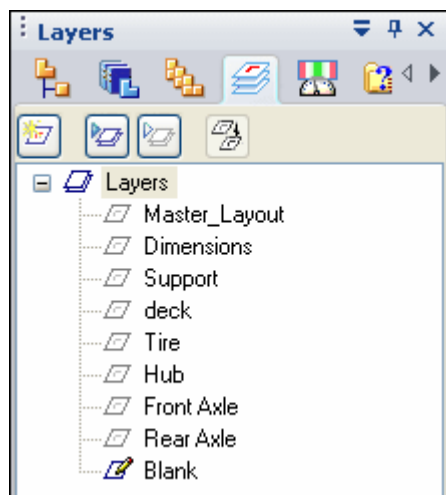 Layers
Layers
Master_Layout
Dimensions
Support
deck
Tire
Hub
Front Axle
Rear Axle
Blank